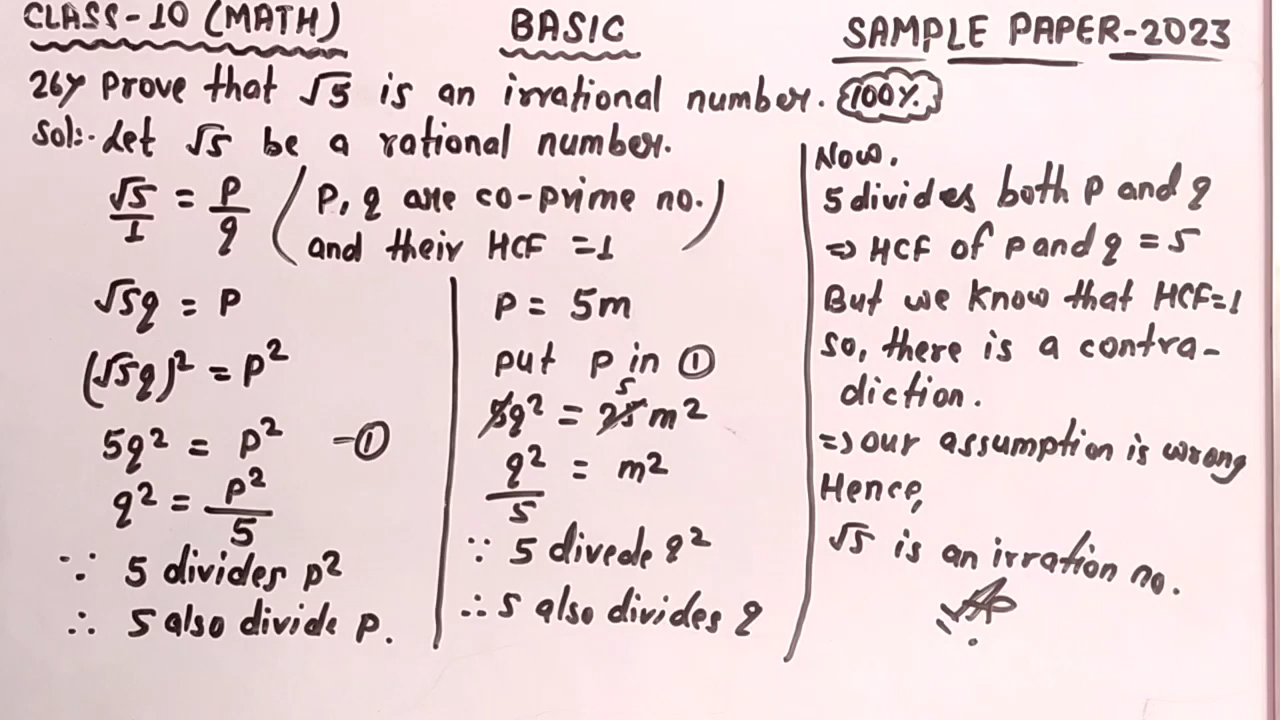 CLASS-10 (MATH) BASIC SAMPLE PAPER-2023
26y Prove that √5 is an irrational number. 100%.
Sol:- Let √5 be a rational number.
√5/1 = P/q (P, q are co-prime no. and their HCF = 1)
√5q = P
(√5q)² = p²
5q² = p² -①
q² = p²/5
∵ 5 divides p²
∴ 5 also divide p.
P = 5m
put p in ①
5q² = 25 5 m²
q²/5 = m²
∵ 5 divede q²
∴ 5 also divides q
Now.
5 divides both p and q
⇒ HCF of p and q = 5
But we know that HCF=1
so, there is a contra-
diction.
⇒ our assumption is wrong
Hence,
√5 is an irration no.